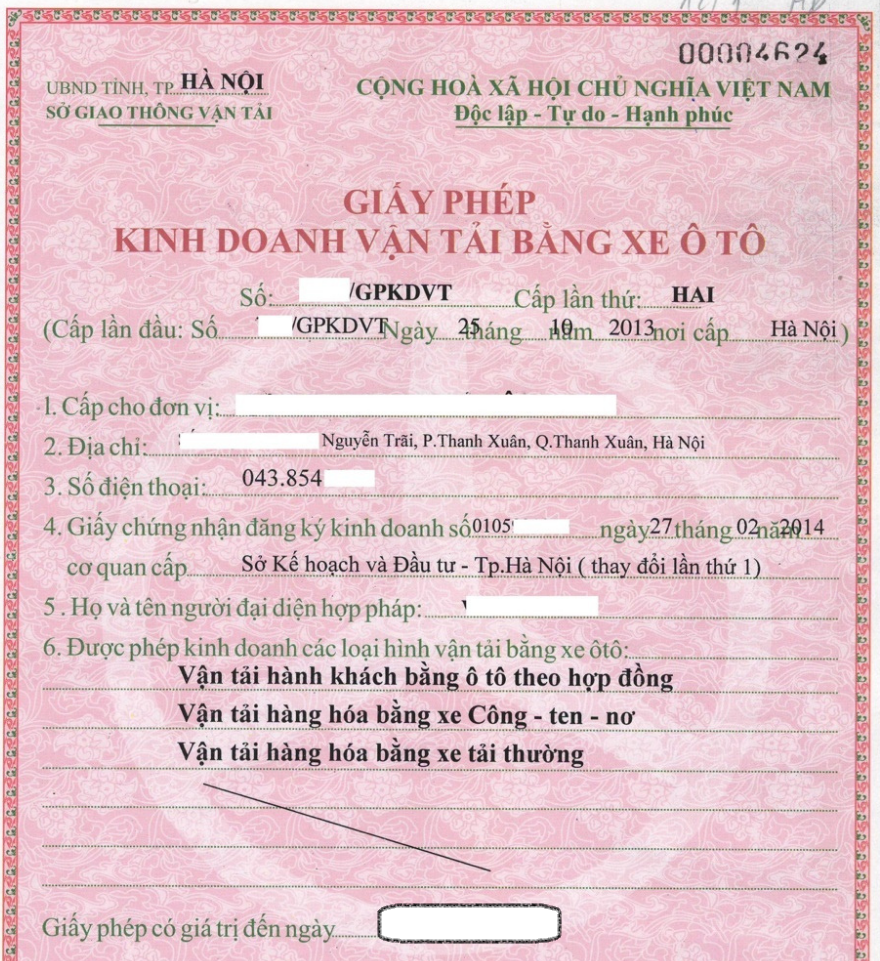 00004624
UBND TỈNH, TP HÀ NỘI
SỞ GIAO THÔNG VẬN TẢI
CỘNG HOÀ XÃ HỘI CHỦ NGHĨA VIỆT NAM
Độc lập - Tự do - Hạnh phúc
GIẤY PHÉP
KINH DOANH VẬN TẢI BẰNG XE Ô TÔ
Số: /GPKDVT Cấp lần thứ: HAI
(Cấp lần đầu: Số /GPKDVT Ngày 25 tháng 10 năm 2013 nơi cấp Hà Nội)
1. Cấp cho đơn vị:
2. Địa chỉ: Nguyễn Trãi, P.Thanh Xuân, Q.Thanh Xuân, Hà Nội
3. Số điện thoại: 043.854
4. Giấy chứng nhận đăng ký kinh doanh số 0105 ngày 27 tháng 02 năm 2014
cơ quan cấp Sở Kế hoạch và Đầu tư - Tp.Hà Nội ( thay đổi lần thứ 1)
5. Họ và tên người đại diện hợp pháp:
6. Được phép kinh doanh các loại hình vận tải bằng xe ôtô:
Vận tải hành khách bằng ô tô theo hợp đồng
Vận tải hàng hóa bằng xe Công - ten - nơ
Vận tải hàng hóa bằng xe tải thường
Giấy phép có giá trị đến ngày